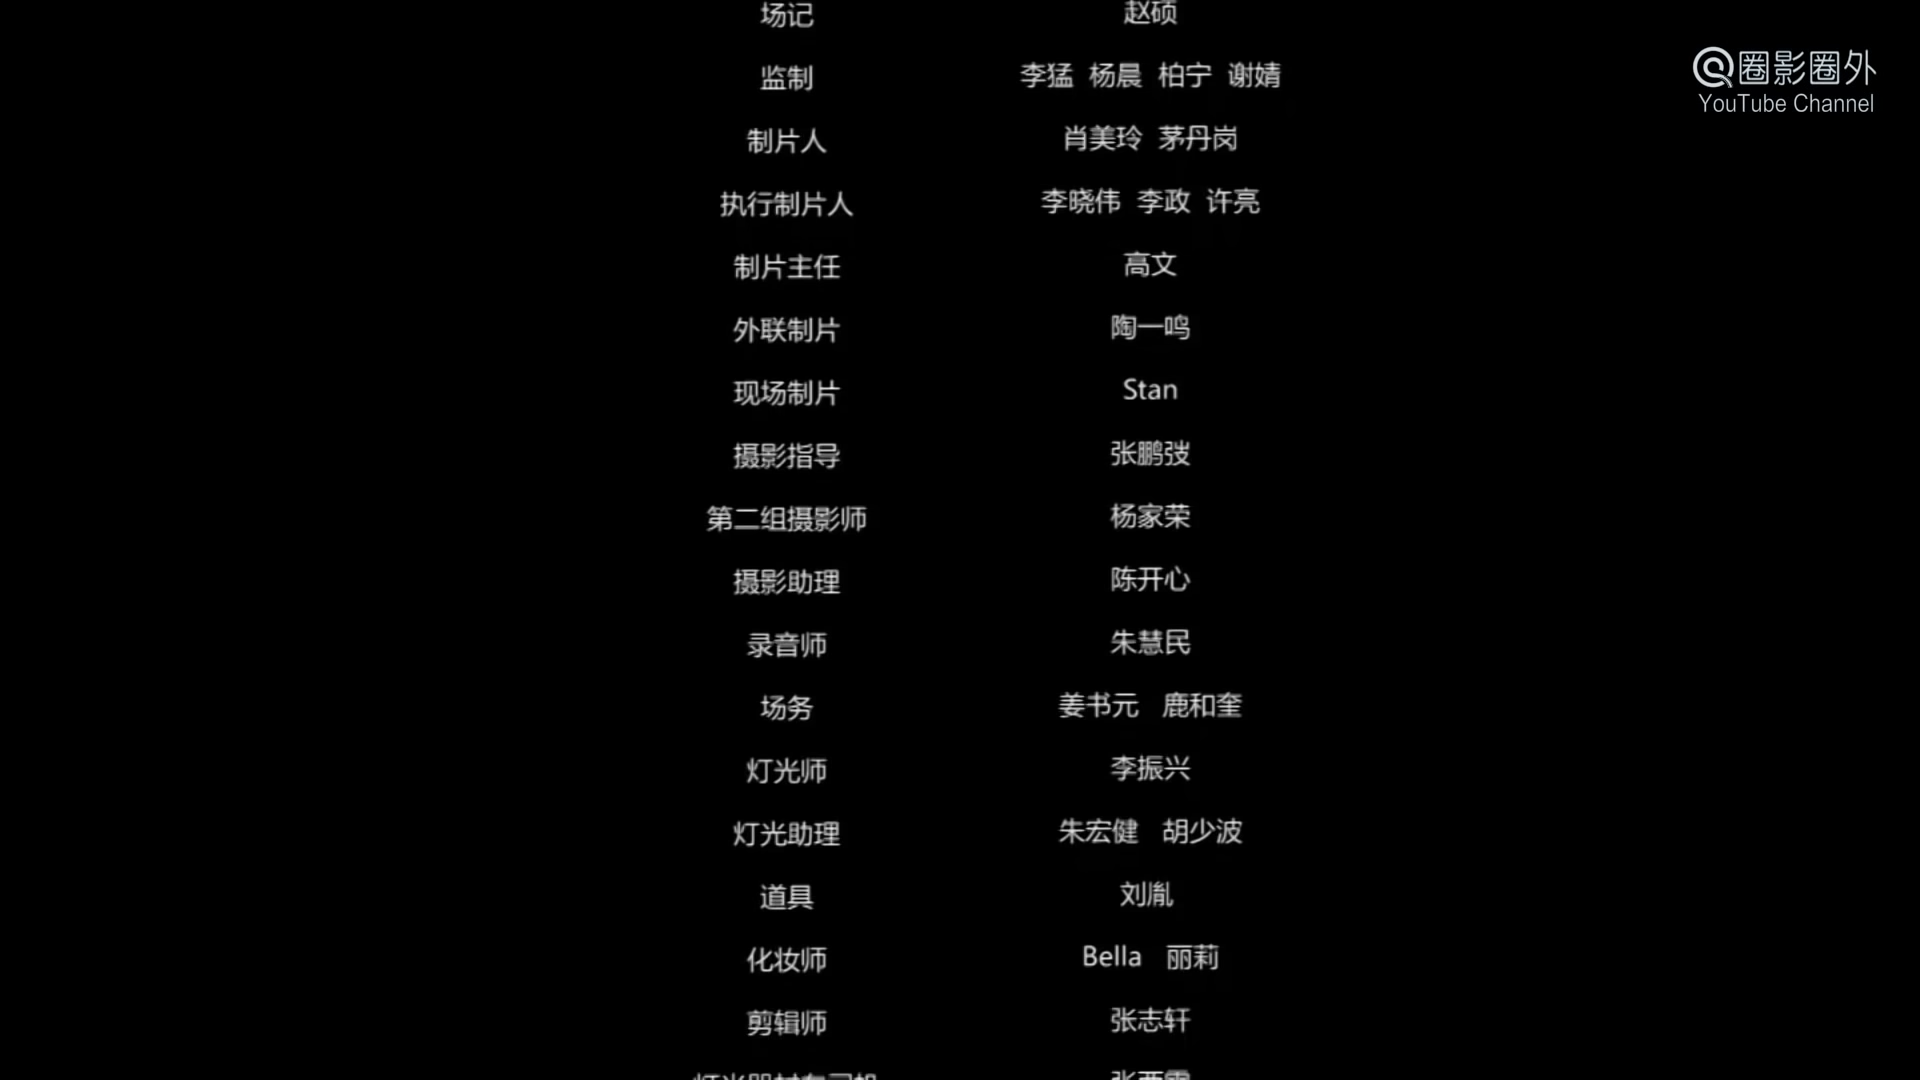 场记 赵硕
监制 李猛 杨晨 柏宁 谢婧
制片人 肖美玲 茅丹岗
执行制片人 李晓伟 李政 许亮
制片主任 高文
外联制片 陶一鸣
现场制片 Stan
摄影指导 张鹏弢
第二组摄影师 杨家荣
摄影助理 陈开心
录音师 朱慧民
场务 姜书元 鹿和奎
灯光师 李振兴
灯光助理 朱宏健 胡少波
道具 刘胤
化妆师 Bella 丽莉
剪辑师 张志轩
圈影圈外
YouTube Channel